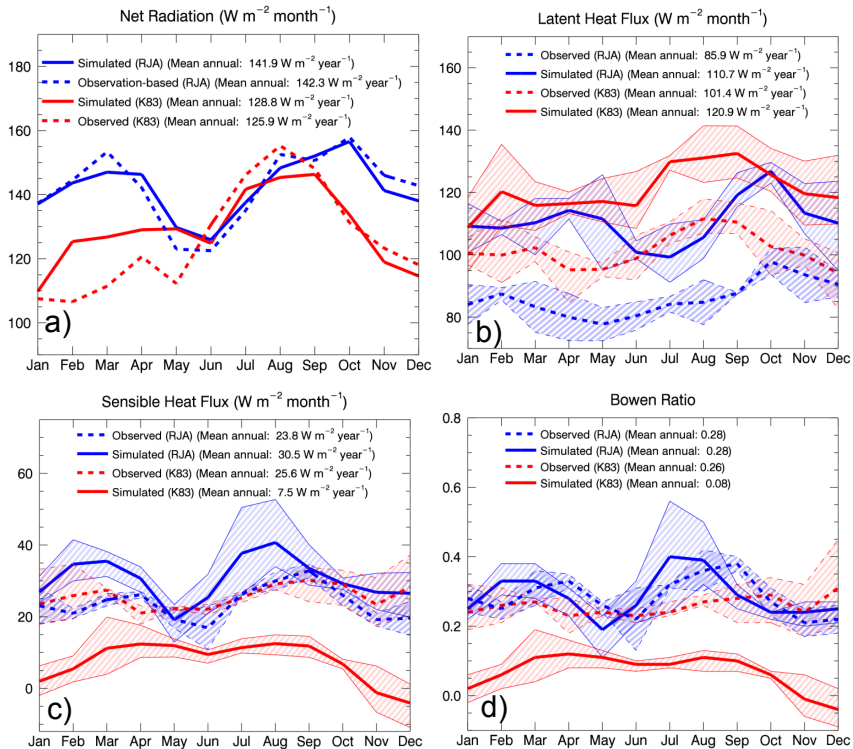 Net Radiation (W m⁻² month⁻¹)
Simulated (RJA) (Mean annual: 141.9 W m⁻² year⁻¹)
Observation-based (RJA) (Mean annual: 142.3 W m⁻² year⁻¹)
Simulated (K83) (Mean annual: 128.8 W m⁻² year⁻¹)
Observed (K83) (Mean annual: 125.9 W m⁻² year⁻¹)
180
160
140
120
100
a)
Jan Feb Mar Apr May Jun Jul Aug Sep Oct Nov Dec
Latent Heat Flux (W m⁻² month⁻¹)
Observed (RJA) (Mean annual: 85.9 W m⁻² year⁻¹)
Simulated (RJA) (Mean annual: 110.7 W m⁻² year⁻¹)
Observed (K83) (Mean annual: 101.4 W m⁻² year⁻¹)
Simulated (K83) (Mean annual: 120.9 W m⁻² year⁻¹)
160
140
120
100
80
b)
Jan Feb Mar Apr May Jun Jul Aug Sep Oct Nov Dec
Sensible Heat Flux (W m⁻² month⁻¹)
Observed (RJA) (Mean annual: 23.8 W m⁻² year⁻¹)
Simulated (RJA) (Mean annual: 30.5 W m⁻² year⁻¹)
Observed (K83) (Mean annual: 25.6 W m⁻² year⁻¹)
Simulated (K83) (Mean annual: 7.5 W m⁻² year⁻¹)
60
40
20
0
c)
Jan Feb Mar Apr May Jun Jul Aug Sep Oct Nov Dec
Bowen Ratio
Observed (RJA) (Mean annual: 0.28)
Simulated (RJA) (Mean annual: 0.28)
Observed (K83) (Mean annual: 0.26)
Simulated (K83) (Mean annual: 0.08)
0.8
0.6
0.4
0.2
0.0
d)
Jan Feb Mar Apr May Jun Jul Aug Sep Oct Nov Dec